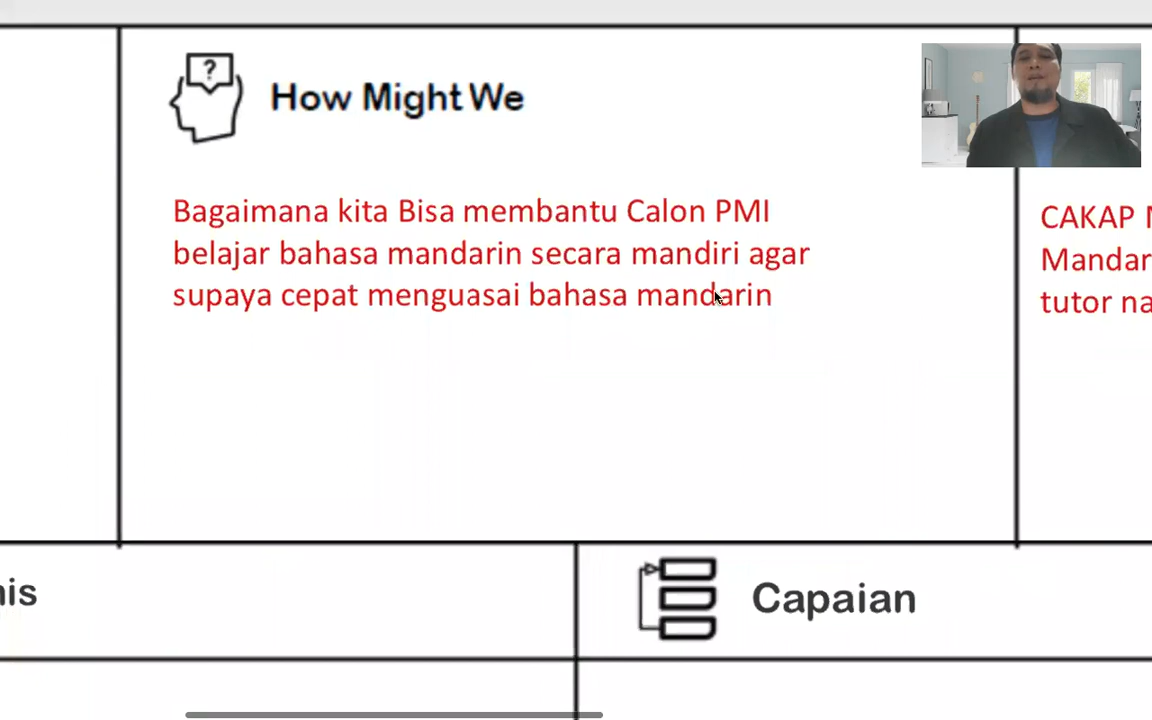 ?
How Might We
Bagaimana kita Bisa membantu Calon PMI
belajar bahasa mandarin secara mandiri agar
supaya cepat menguasai bahasa mandarin
CAKAP
Mandar
tutor na
Capaian